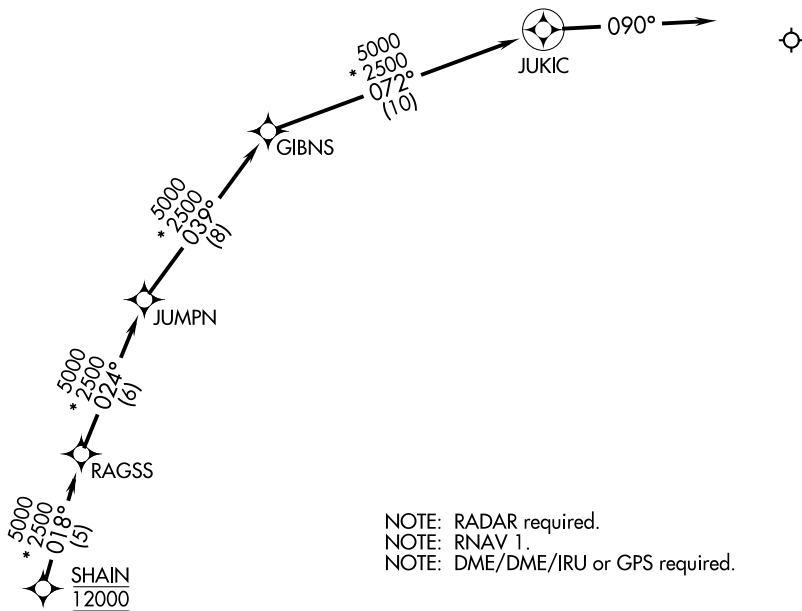 5000
* 2500
072°
(10)
JUKIC
090°
GIBNS
5000
* 2500
039°
(8)
JUMPN
5000
* 2500
024°
(6)
RAGSS
5000
* 2500
018°
(5)
SHAIN
12000
NOTE: RADAR required.
NOTE: RNAV 1.
NOTE: DME/DME/IRU or GPS required.